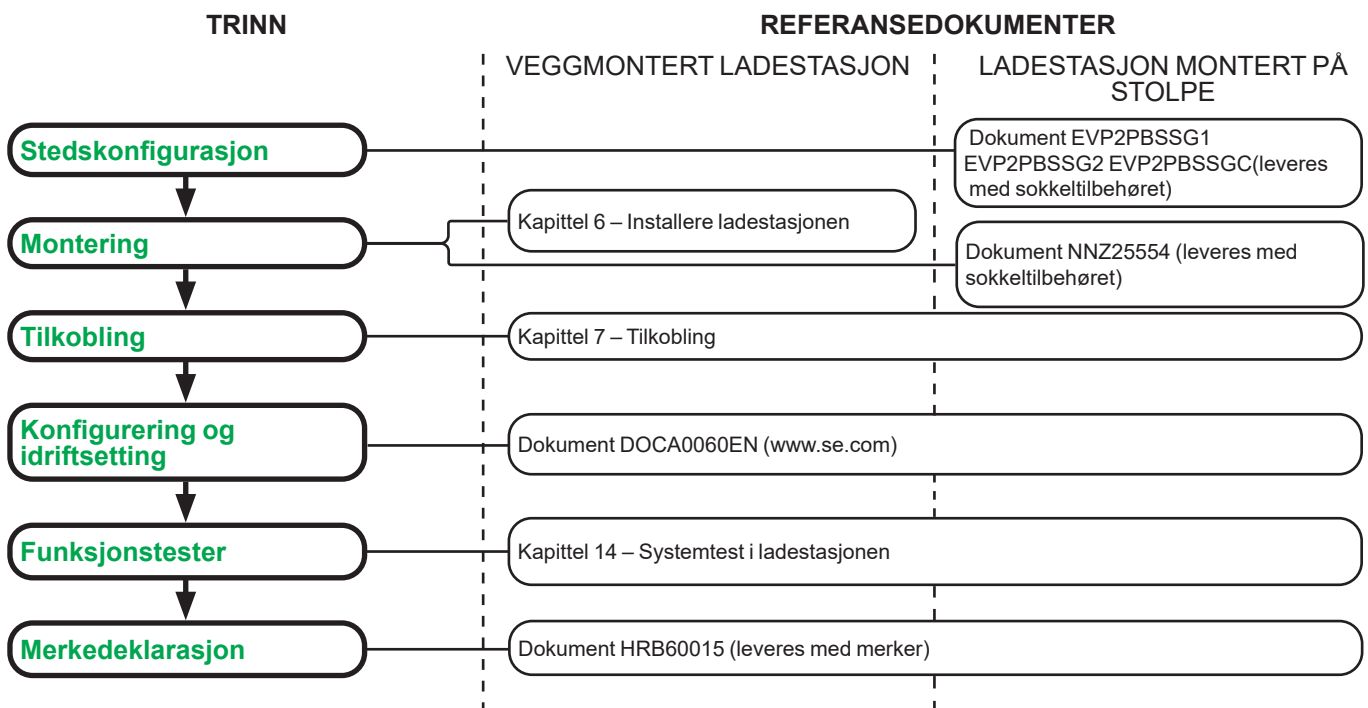 TRINN
REFERANSEDOKUMENTER
VEGGMONTERT LADESTASJON
LADESTASJON MONTERT PÅ
STOLPE
Stedskonfigurasjon
Dokument EVP2PBSSG1
EVP2PBSSG2 EVP2PBSSGC(leveres
med sokkeltilbehøret)
Montering
Kapittel 6 – Installere ladestasjonen
Dokument NNZ25554 (leveres med
sokkeltilbehøret)
Tilkobling
Kapittel 7 – Tilkobling
Konfigurering og
idriftsetting
Dokument DOCA0060EN (www.se.com)
Funksjonstester
Kapittel 14 – Systemtest i ladestasjonen
Merkedeklarasjon
Dokument HRB60015 (leveres med merker)